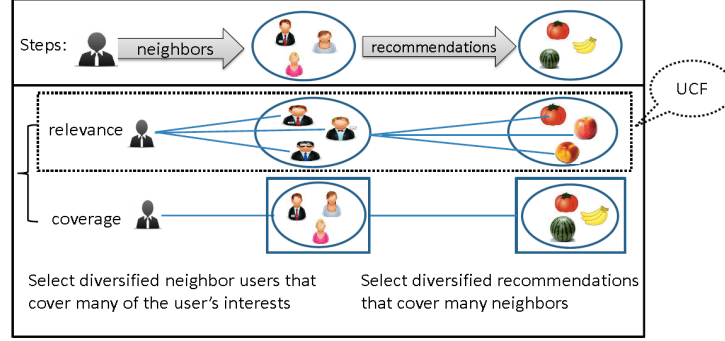 Steps:
neighbors
recommendations
UCF
relevance
coverage
Select diversified neighbor users that
cover many of the user's interests
Select diversified recommendations
that cover many neighbors